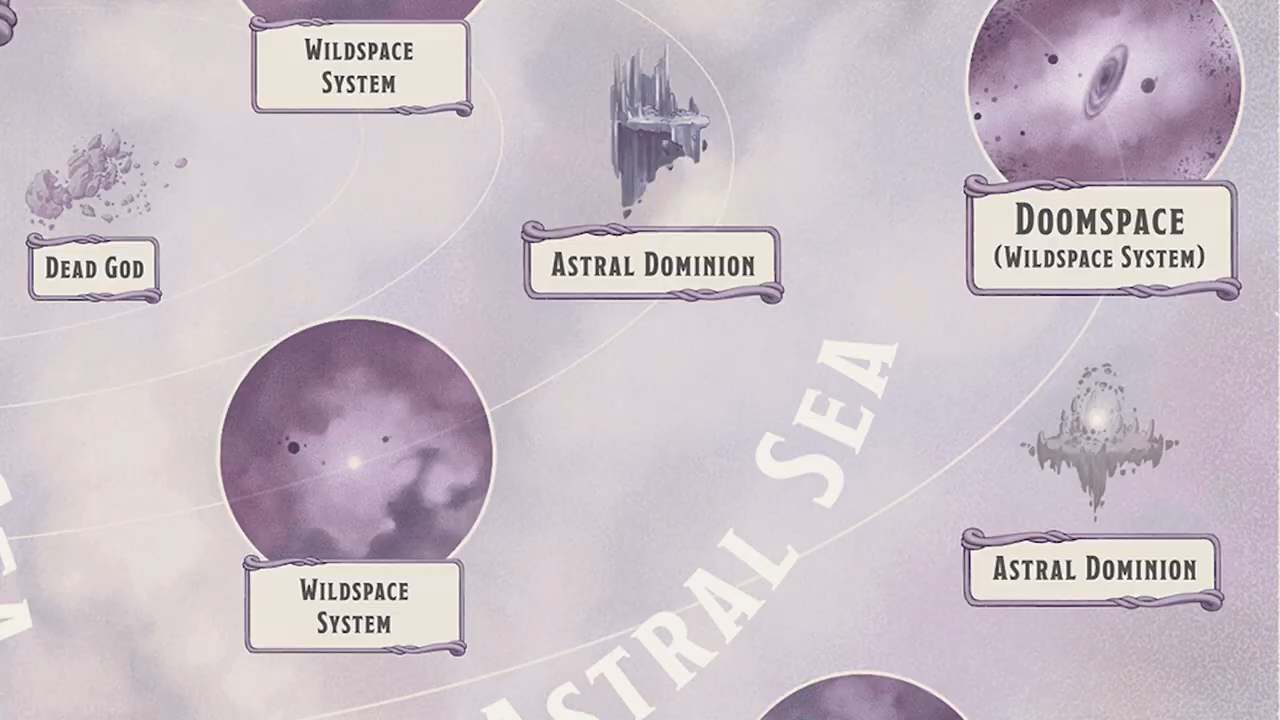 Wildspace
System
Dead God
Astral Dominion
Doomspace
(Wildspace System)
Wildspace
System
Astral Sea
Astral Dominion